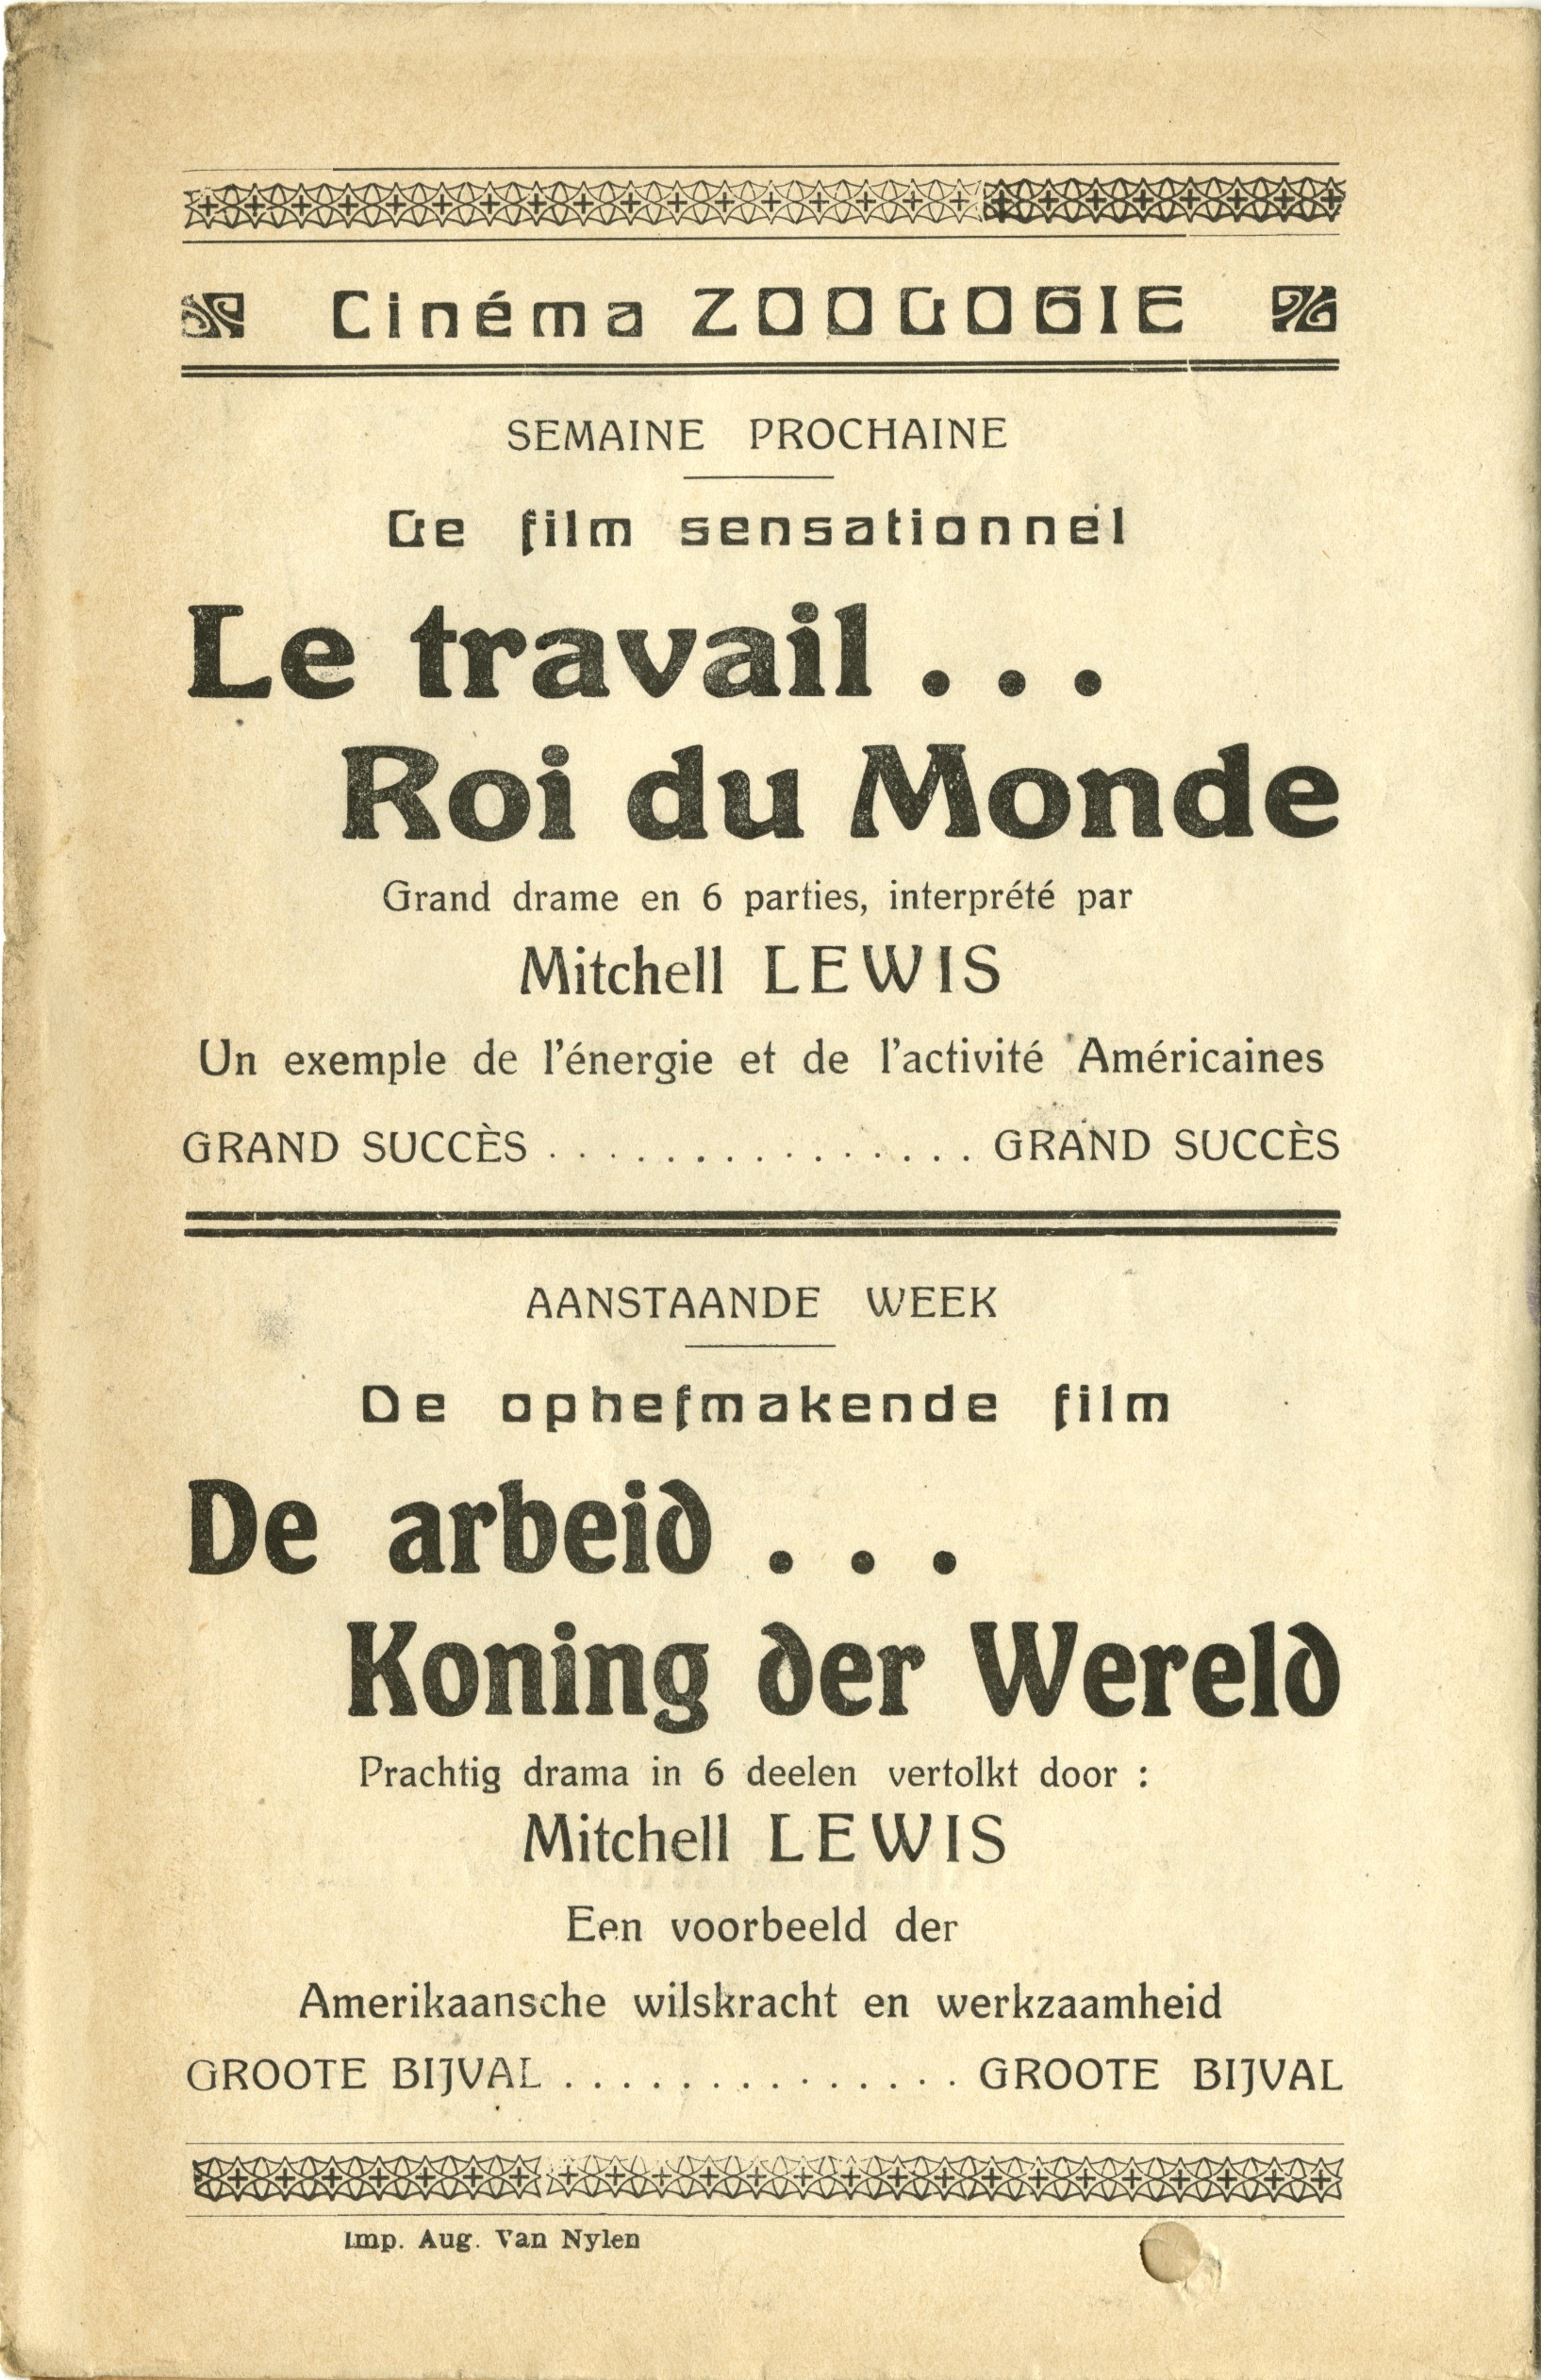 Cinéma ZOOLOGIE
SEMAINE PROCHAINE
Le film sensationnel
Le travail . . .
Roi du Monde
Grand drame en 6 parties, interprété par
Mitchell LEWIS
Un exemple de l'énergie et de l'activité Américaines
GRAND SUCCÈS . . . . . . . . . . . . . . . GRAND SUCCÈS
AANSTAANDE WEEK
De ophefmakende film
De arbeid . . .
Koning der Wereld
Prachtig drama in 6 deelen vertolkt door :
Mitchell LEWIS
Een voorbeeld der
Amerikaansche wilskracht en werkzaamheid
GROOTE BIJVAL . . . . . . . . . . . . . . GROOTE BIJVAL
Imp. Aug. Van Nylen